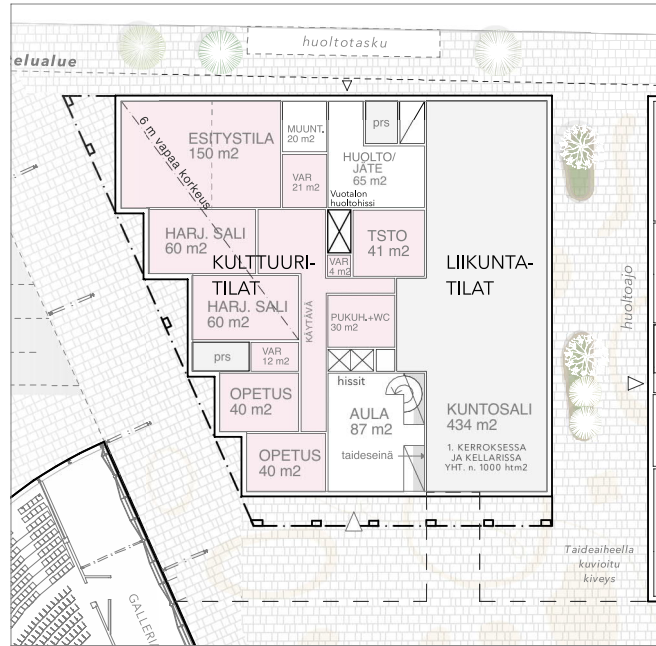 huoltotasku
elualue
6 m vapaa korkeus
ESITYSTILA
150 m2
MUUNT.
20 m2
prs
VAR
21 m2
HUOLTO/
JÄTE
65 m2
Vuotalon
huoltohissi
HARJ. SALI
60 m2
TSTO
41 m2
KULTTUURI-
TILAT
VAR
4 m2
LIIKUNTA-
TILAT
HARJ. SALI
60 m2
KÄYTÄVÄ
PUKUH.+WC
30 m2
prs
VAR
12 m2
hissit
OPETUS
40 m2
AULA
87 m2
KUNTOSALI
434 m2
OPETUS
40 m2
taideseinä
1. KERROKSESSA
JA KELLARISSA
YHT. n. 1000 htm2
huoltoajo
Taideaiheella
kuvioitu
kiveys
GALLERI